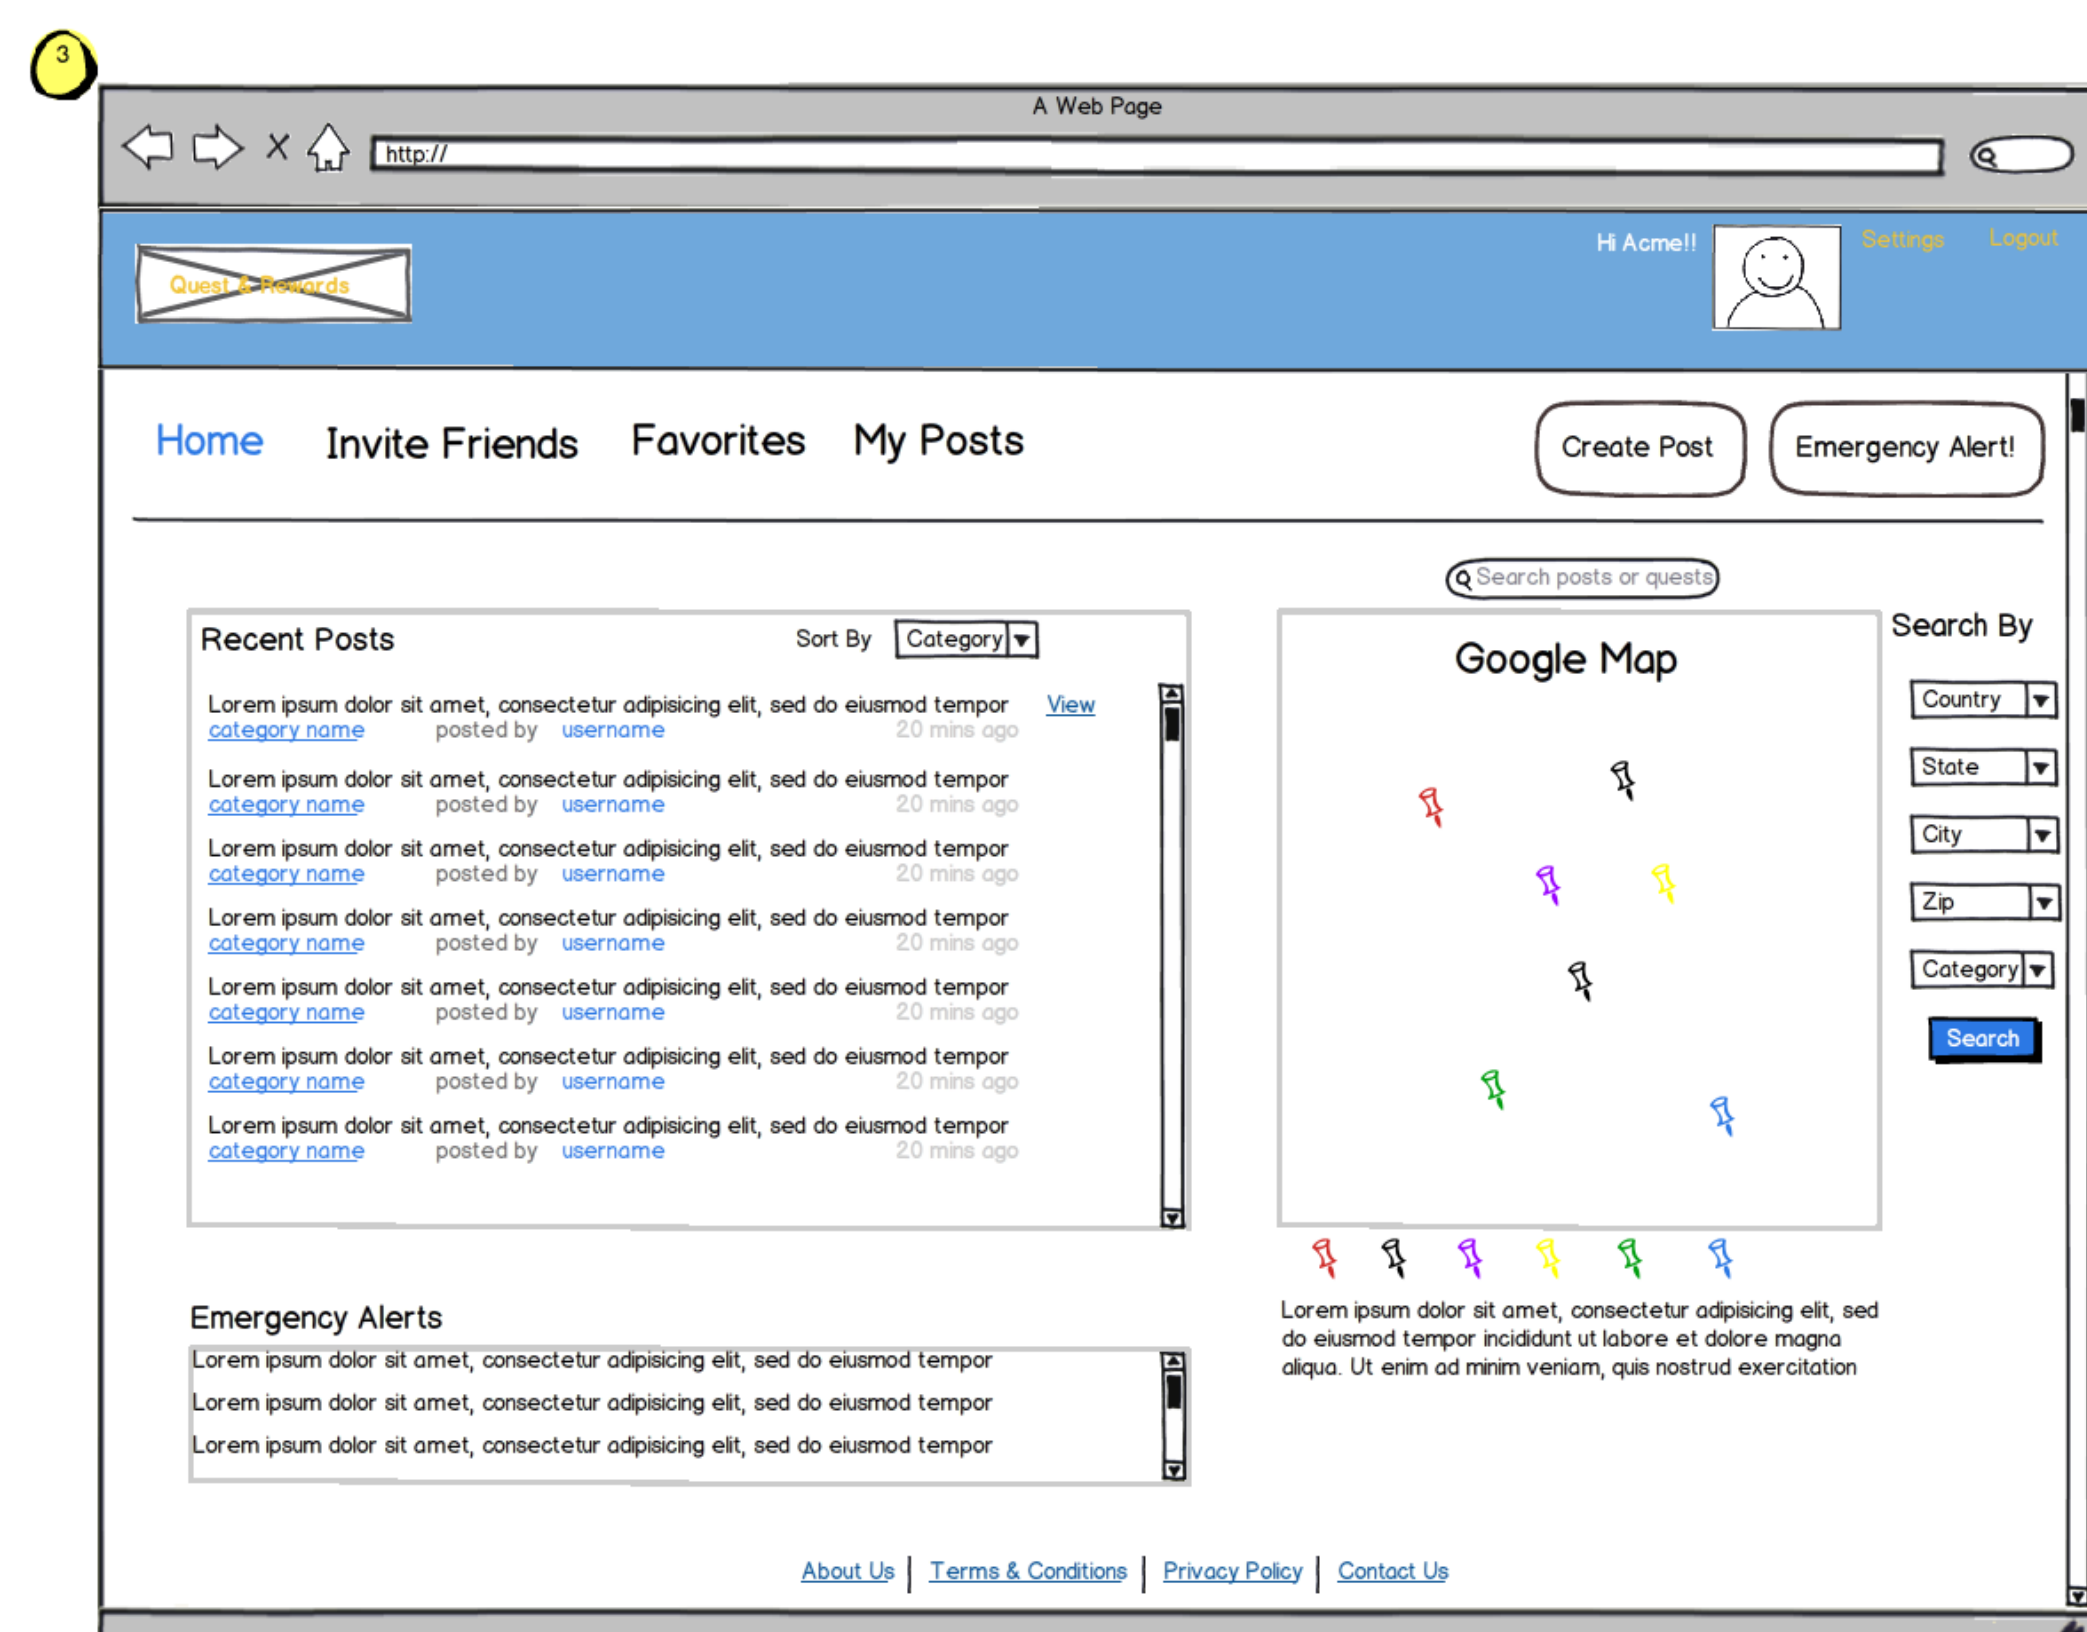 3
A Web Page
http://
Quest & Rewards
Hi Acme!!
Settings
Logout
Home
Invite Friends
Favorites
My Posts
Create Post
Emergency Alert!
Search posts or quests
Recent Posts
Sort By
Category
Lorem ipsum dolor sit amet, consectetur adipisicing elit, sed do eiusmod tempor
View
category name posted by username 20 mins ago
Lorem ipsum dolor sit amet, consectetur adipisicing elit, sed do eiusmod tempor
category name posted by username 20 mins ago
Lorem ipsum dolor sit amet, consectetur adipisicing elit, sed do eiusmod tempor
category name posted by username 20 mins ago
Lorem ipsum dolor sit amet, consectetur adipisicing elit, sed do eiusmod tempor
category name posted by username 20 mins ago
Lorem ipsum dolor sit amet, consectetur adipisicing elit, sed do eiusmod tempor
category name posted by username 20 mins ago
Lorem ipsum dolor sit amet, consectetur adipisicing elit, sed do eiusmod tempor
category name posted by username 20 mins ago
Lorem ipsum dolor sit amet, consectetur adipisicing elit, sed do eiusmod tempor
category name posted by username 20 mins ago
Google Map
Search By
Country
State
City
Zip
Category
Search
Lorem ipsum dolor sit amet, consectetur adipisicing elit, sed
do eiusmod tempor incididunt ut labore et dolore magna
aliqua. Ut enim ad minim veniam, quis nostrud exercitation
Emergency Alerts
Lorem ipsum dolor sit amet, consectetur adipisicing elit, sed do eiusmod tempor
Lorem ipsum dolor sit amet, consectetur adipisicing elit, sed do eiusmod tempor
Lorem ipsum dolor sit amet, consectetur adipisicing elit, sed do eiusmod tempor
About Us | Terms & Conditions | Privacy Policy | Contact Us